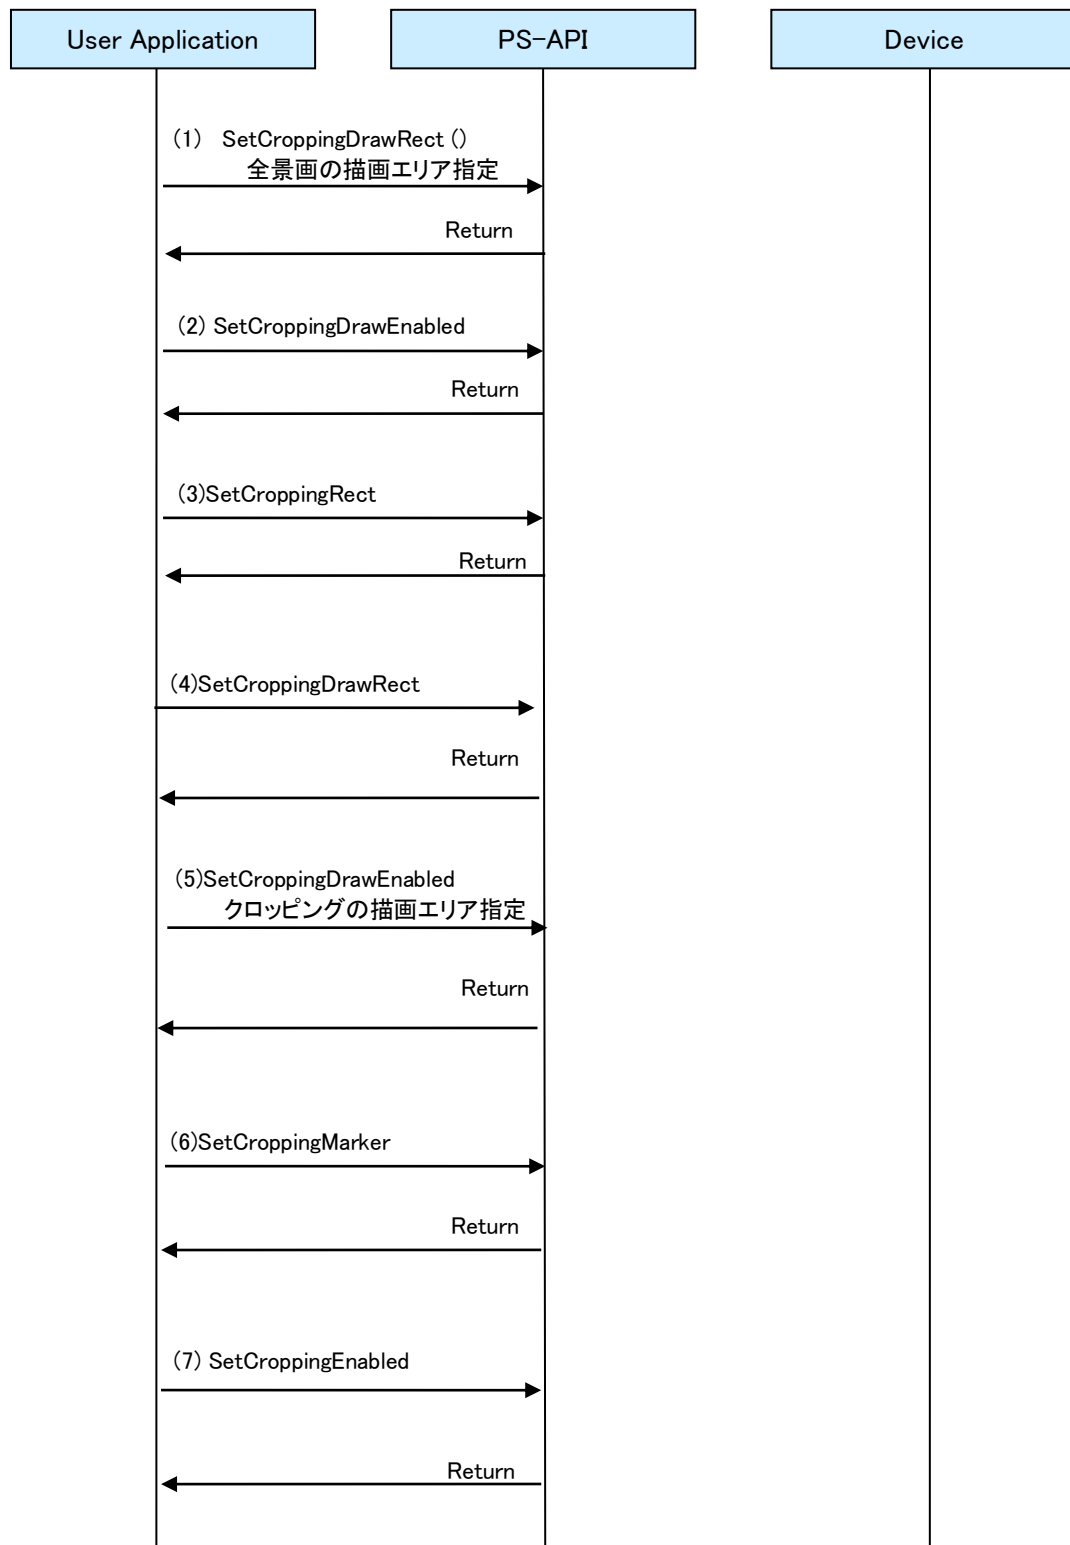 User Application
PS-API
Device
(1) SetCroppingDrawRect ()
全景画の描画エリア指定
Return
(2) SetCroppingDrawEnabled
Return
(3)SetCroppingRect
Return
(4)SetCroppingDrawRect
Return
(5)SetCroppingDrawEnabled
クロッピングの描画エリア指定
Return
(6)SetCroppingMarker
Return
(7) SetCroppingEnabled
Return